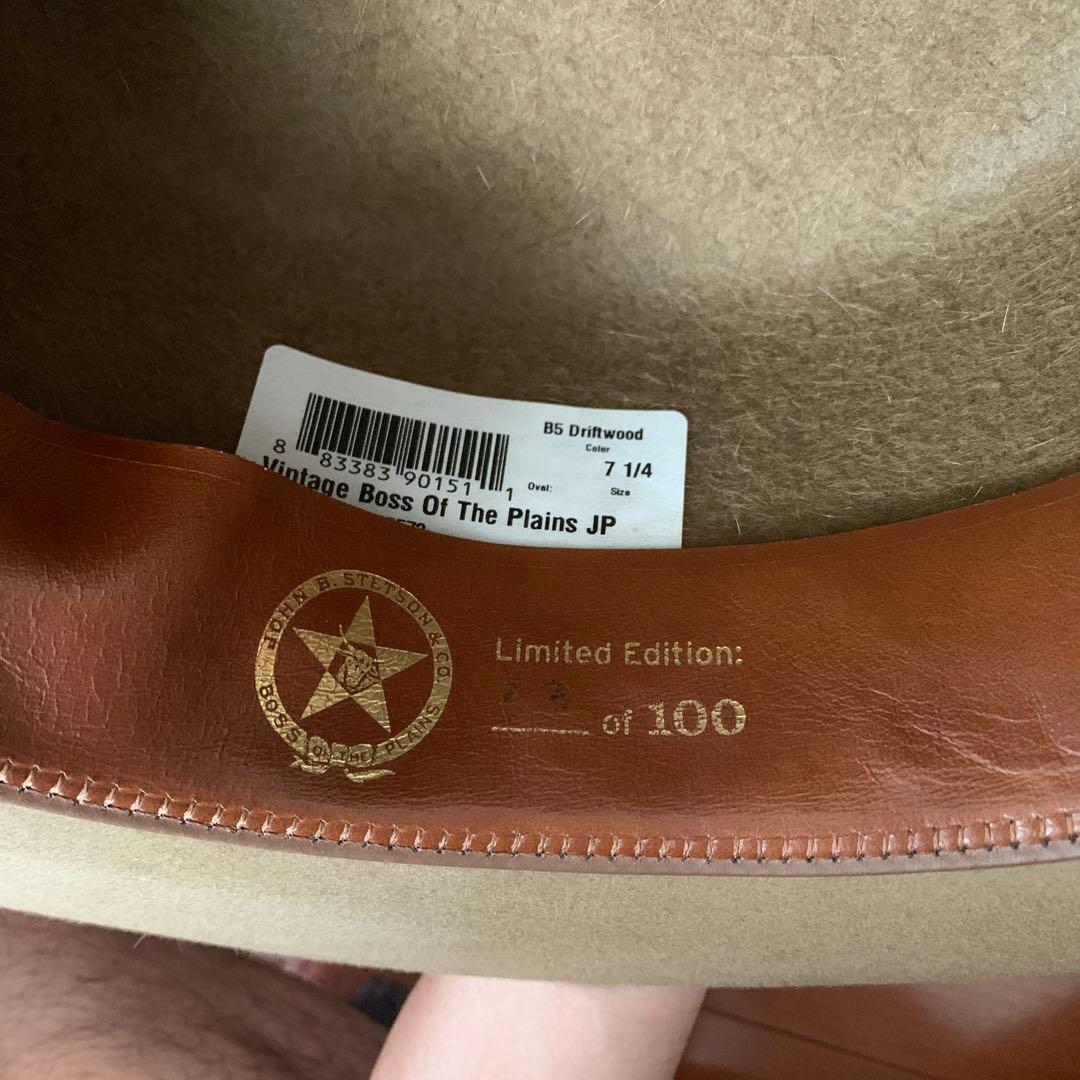 B5 Driftwood
Color
8 83383 90151 1
7 1/4
Oval:
Size
Vintage Boss Of The Plains JP
JOHN B. STETSON & CO.
BOSS OF THE PLAINS
Limited Edition:
of 100